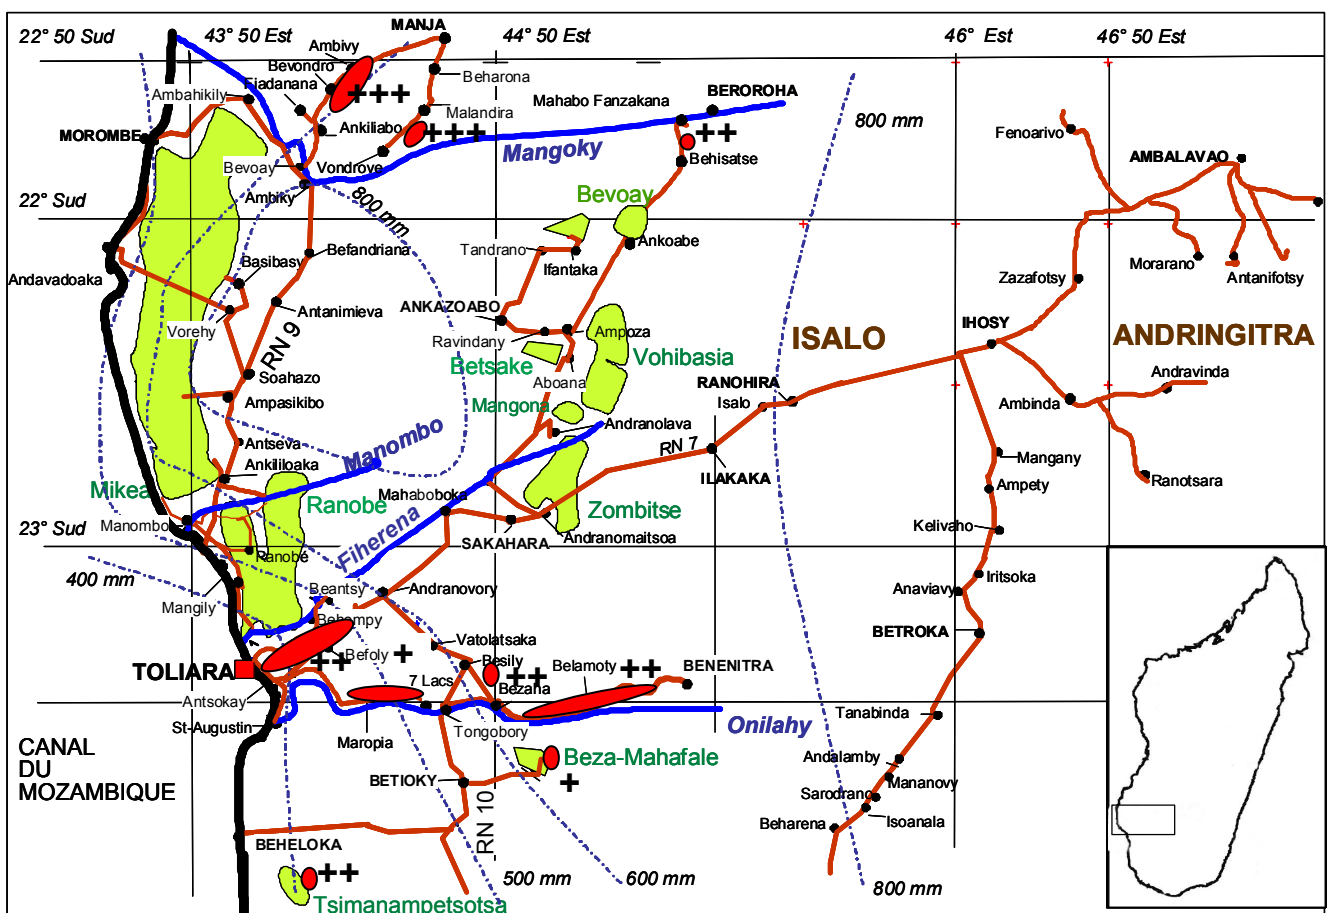 MANJA
22° 50 Sud
43° 50 Est
44° 50 Est
46° Est
46° 50 Est
Ambivy
Bevondro
Beharona
Fiadanana
Ambahikily
+++
Mahabo Fanzakana
BEROROHA
Malandira
800 mm
Fenoarivo
MOROMBE
Ankiliabo
+++
++
Mangoky
Behisatse
AMBALAVAO
Bevoay
Vondrove
Ambiky
800 mm
Bevoay
22° Sud
Tandrano
Ankoabe
Befandriana
Ifantaka
Basibasy
Morarano
Antanifotsy
Andavadoaka
Zazafotsy
ANKAZOABO
Antanimieva
Vorehy
RN 9
Ravindany
Ampoza
ISALO
IHOSY
ANDRINGITRA
Betsake
Vohibasia
Soahazo
Aboana
RANOHIRA
Andravinda
Ampasikibo
Mangona
Isalo
Ambinda
Andranolava
Antseva
Manombo
RN 7
Mangany
Ankililoaka
ILAKAKA
Ranotsara
Mikea
Ranobe
Mahaboboka
Ampety
Zombitse
Manombo
23° Sud
Fiherena
SAKAHARA
Andranomaitsoa
Kelivaho
Ranobé
400 mm
Iritsoka
Beantsy
Andranovory
Anaviavy
Mangily
Behompy
BETROKA
Vatolatsaka
TOLIARA
++
Befoly
+
Besily
++
Belamoty
++
BENENITRA
7 Lacs
Bezaha
Antsokay
St-Augustin
Tanabinda
Onilahy
Maropia
Tongobory
CANAL
DU
MOZAMBIQUE
Beza-Mahafale
Andalamby
BETIOKY
+
Mananovy
Sarodrano
RN 10
Isoanala
Beharena
BEHELOKA
++
500 mm
600 mm
800 mm
Tsimanampetsotsa